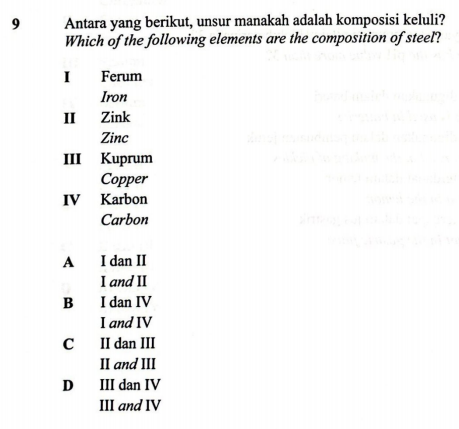 9 Antara yang berikut, unsur manakah adalah komposisi keluli?
Which of the following elements are the composition of steel?
I Ferum
Iron
II Zink
Zinc
III Kuprum
Copper
IV Karbon
Carbon
A I dan II
I and II
B I dan IV
I and IV
C II dan III
II and III
D III dan IV
III and IV